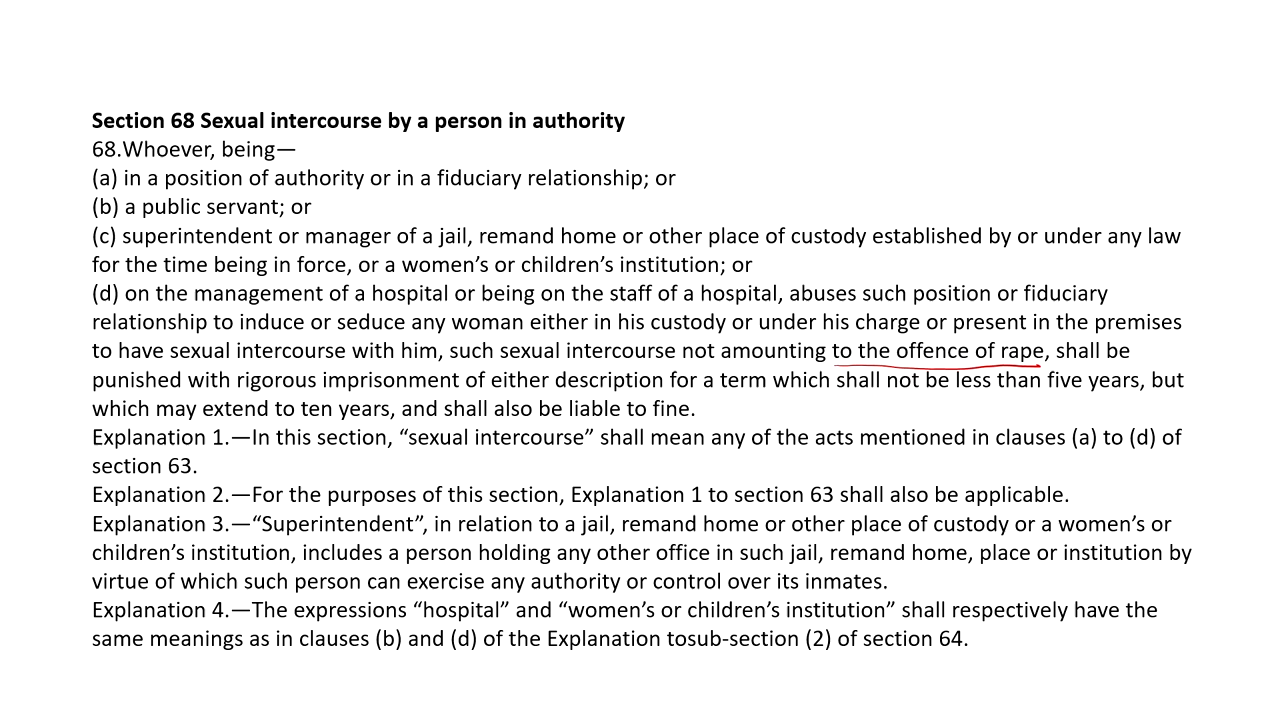 Section 68 Sexual intercourse by a person in authority
68.Whoever, being—
(a) in a position of authority or in a fiduciary relationship; or
(b) a public servant; or
(c) superintendent or manager of a jail, remand home or other place of custody established by or under any law
for the time being in force, or a women’s or children’s institution; or
(d) on the management of a hospital or being on the staff of a hospital, abuses such position or fiduciary
relationship to induce or seduce any woman either in his custody or under his charge or present in the premises
to have sexual intercourse with him, such sexual intercourse not amounting to the offence of rape, shall be
punished with rigorous imprisonment of either description for a term which shall not be less than five years, but
which may extend to ten years, and shall also be liable to fine.
Explanation 1.—In this section, “sexual intercourse” shall mean any of the acts mentioned in clauses (a) to (d) of
section 63.
Explanation 2.—For the purposes of this section, Explanation 1 to section 63 shall also be applicable.
Explanation 3.—“Superintendent”, in relation to a jail, remand home or other place of custody or a women’s or
children’s institution, includes a person holding any other office in such jail, remand home, place or institution by
virtue of which such person can exercise any authority or control over its inmates.
Explanation 4.—The expressions “hospital” and “women’s or children’s institution” shall respectively have the
same meanings as in clauses (b) and (d) of the Explanation tosub-section (2) of section 64.